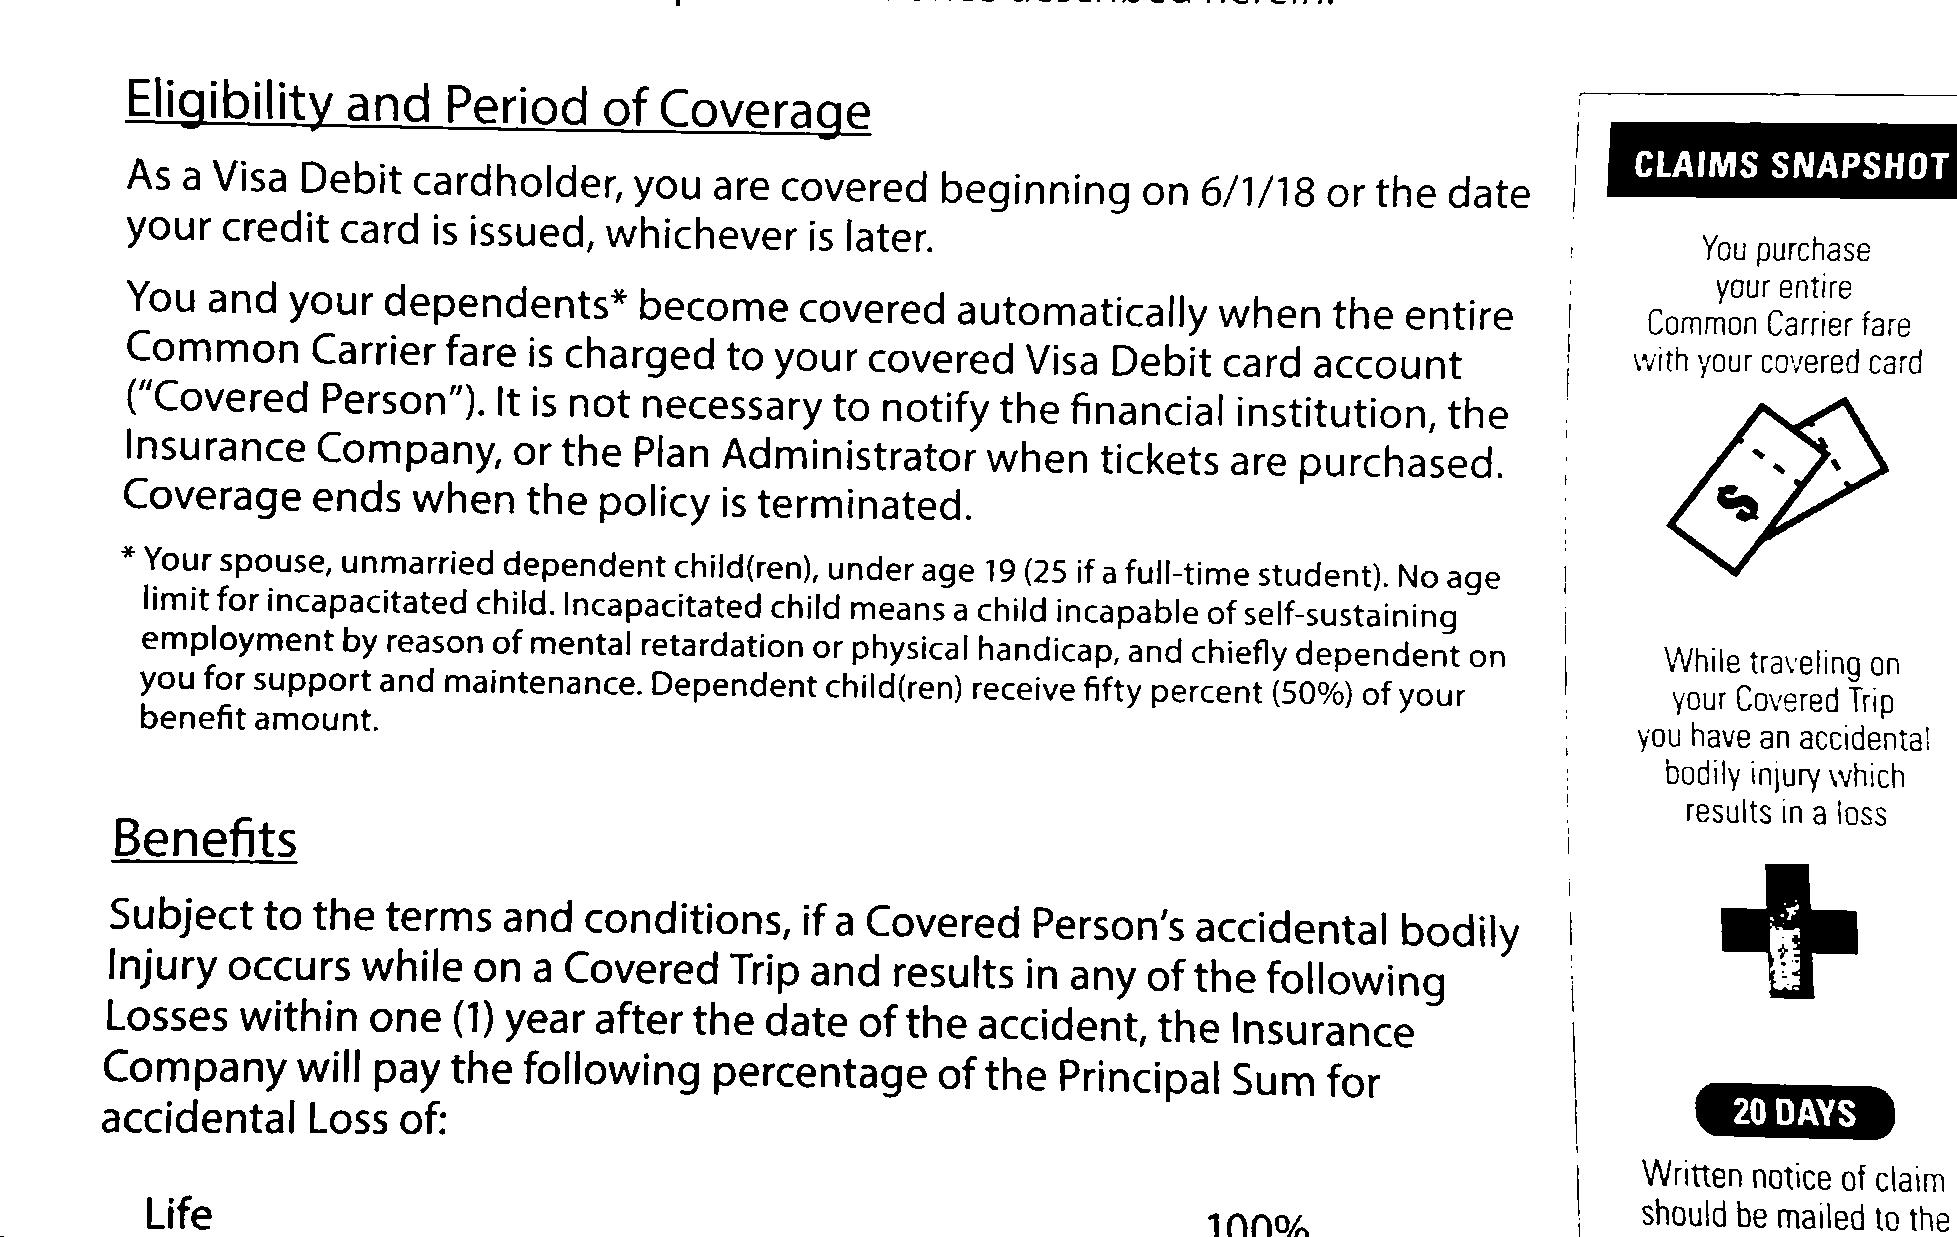 Eligibility and Period of Coverage
As a Visa Debit cardholder, you are covered beginning on 6/1/18 or the date
your credit card is issued, whichever is later.
You and your dependents* become covered automatically when the entire
Common Carrier fare is charged to your covered Visa Debit card account
("Covered Person"). It is not necessary to notify the financial institution, the
Insurance Company, or the Plan Administrator when tickets are purchased.
Coverage ends when the policy is terminated.
* Your spouse, unmarried dependent child(ren), under age 19 (25 if a full-time student). No age
limit for incapacitated child. Incapacitated child means a child incapable of self-sustaining
employment by reason of mental retardation or physical handicap, and chiefly dependent on
you for support and maintenance. Dependent child(ren) receive fifty percent (50%) of your
benefit amount.
Benefits
Subject to the terms and conditions, if a Covered Person's accidental bodily
Injury occurs while on a Covered Trip and results in any of the following
Losses within one (1) year after the date of the accident, the Insurance
Company will pay the following percentage of the Principal Sum for
accidental Loss of:
Life 100%
CLAIMS SNAPSHOT
You purchase
your entire
Common Carrier fare
with your covered card
$
While traveling on
your Covered Trip
you have an accidental
bodily injury which
results in a loss
20 DAYS
Written notice of claim
should be mailed to the